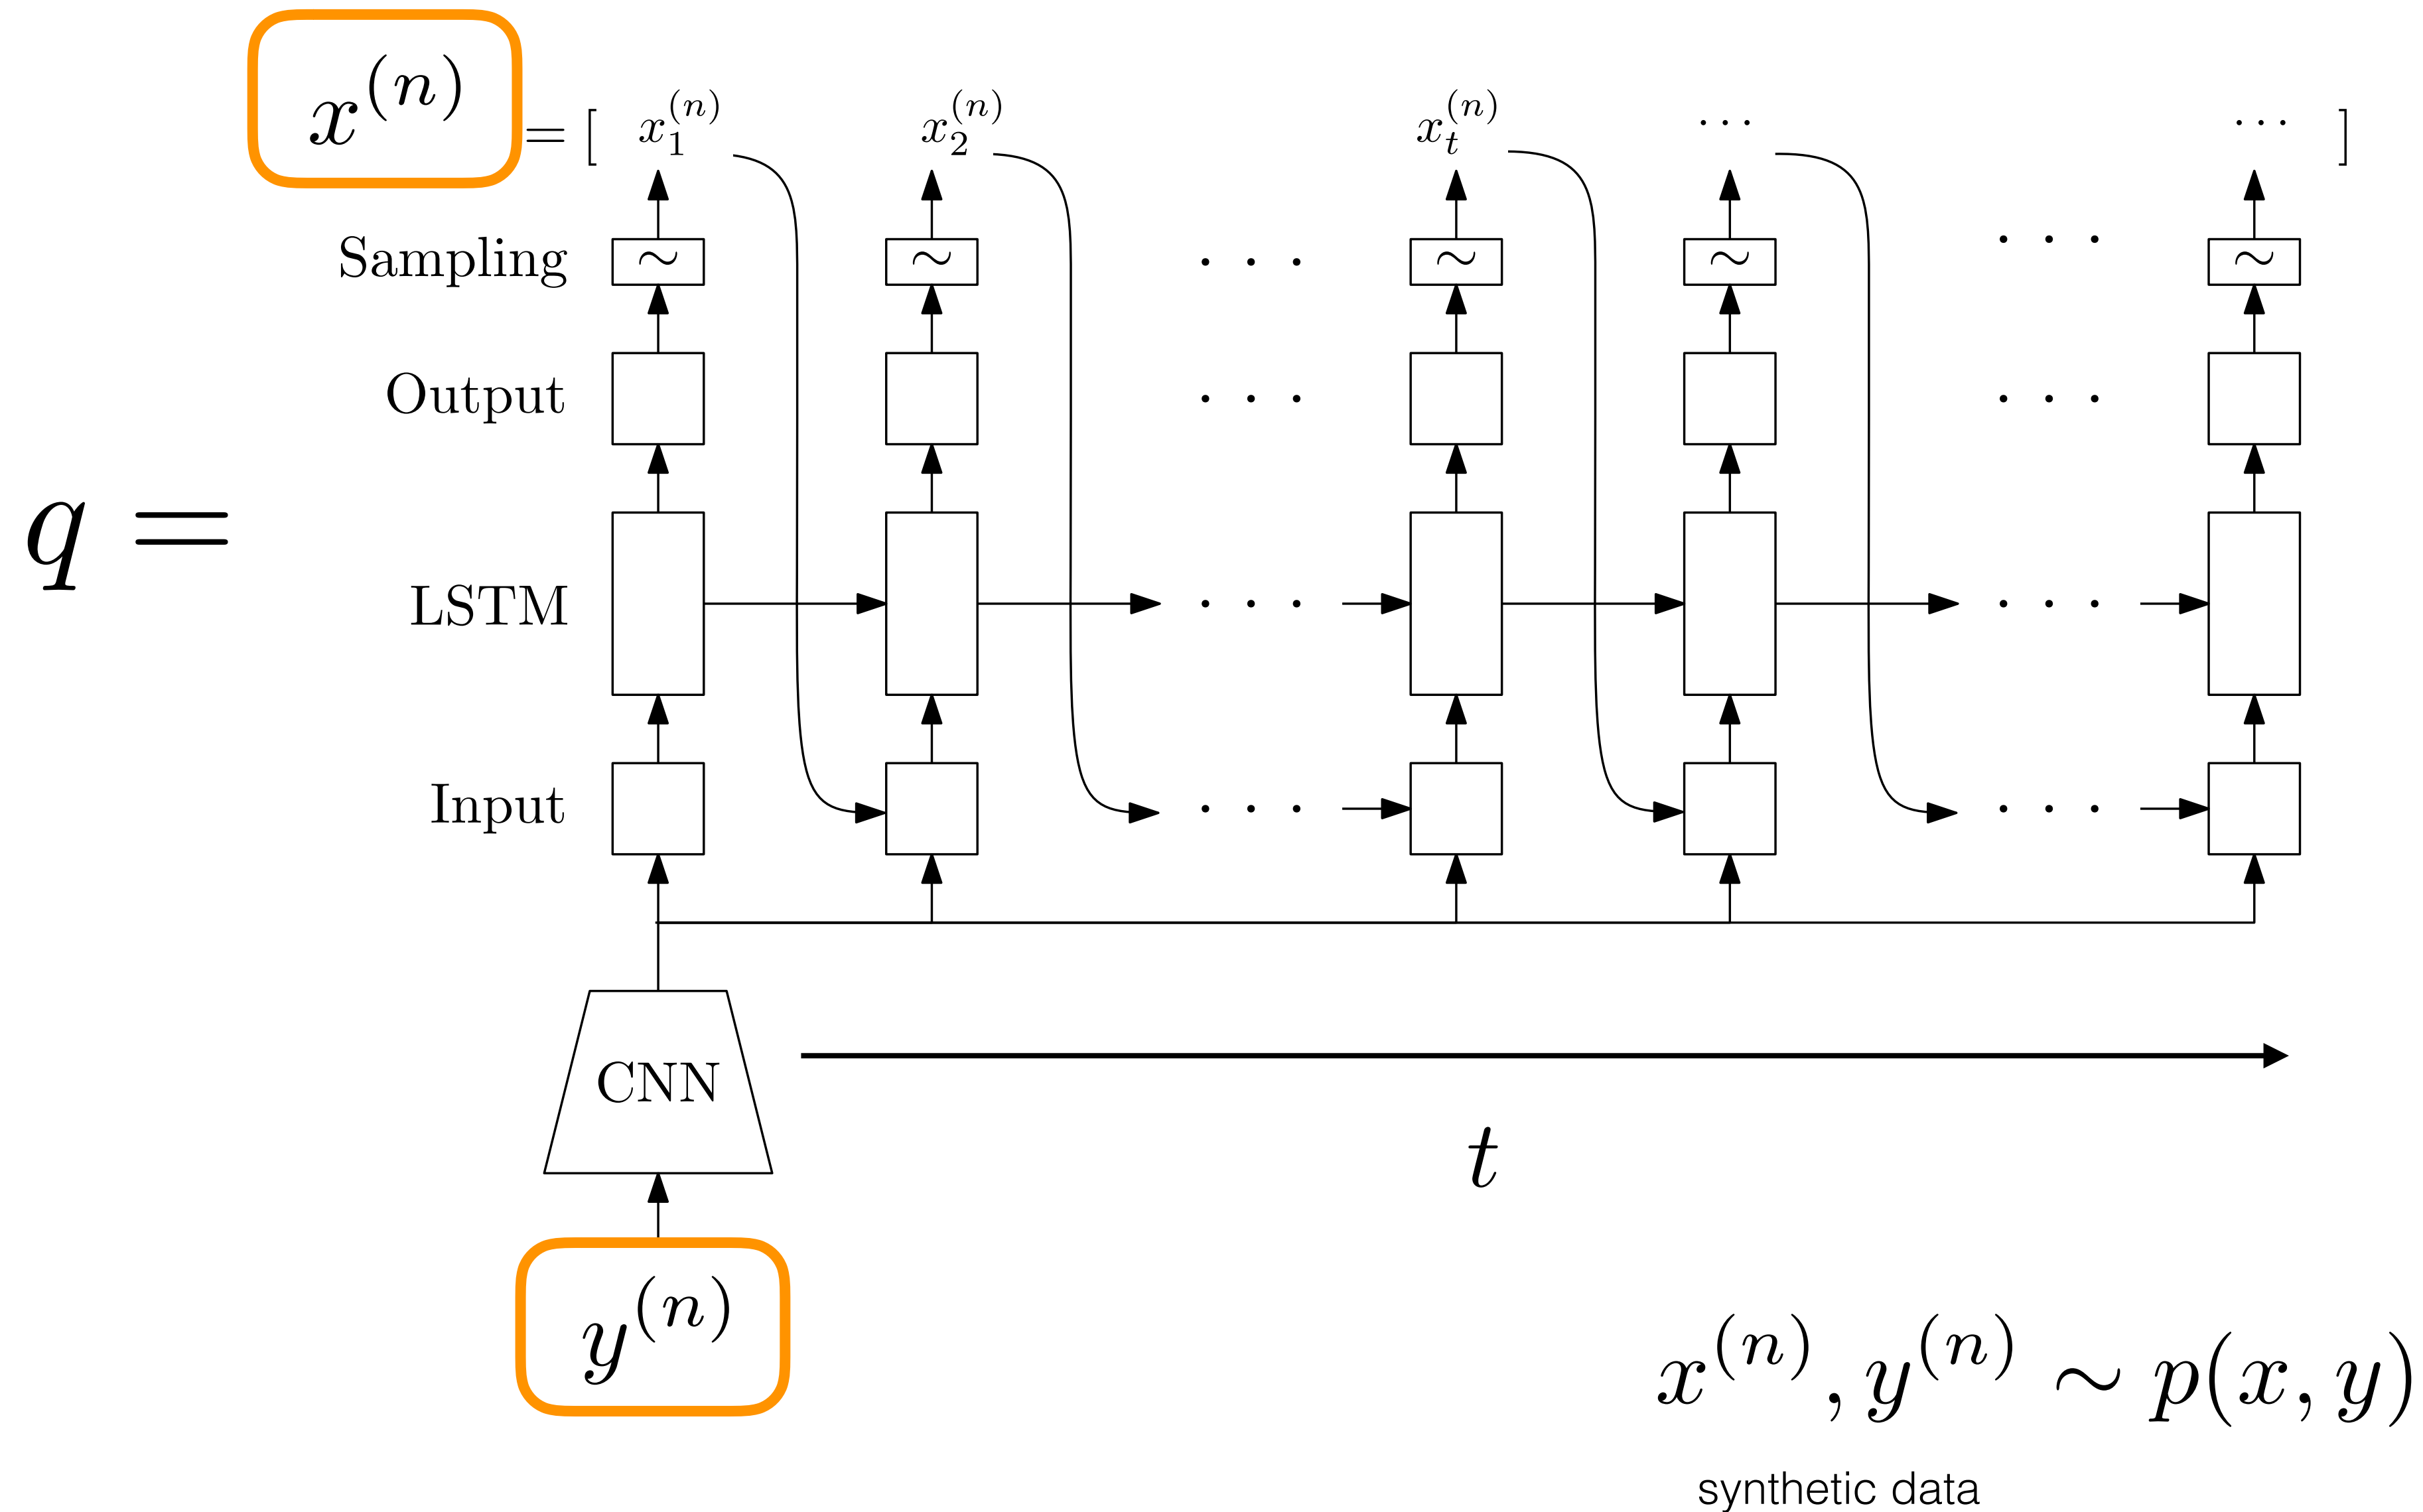 x^(n) = [ x_1^(n) x_2^(n) x_t^(n) ... ... ]
Sampling ~ ~ . . . ~ ~ . . . ~
Output . . . . . .
q =
LSTM . . . . . .
Input . . . . . .
CNN
t
y^(n)
x^(n), y^(n) ~ p(x, y)
synthetic data